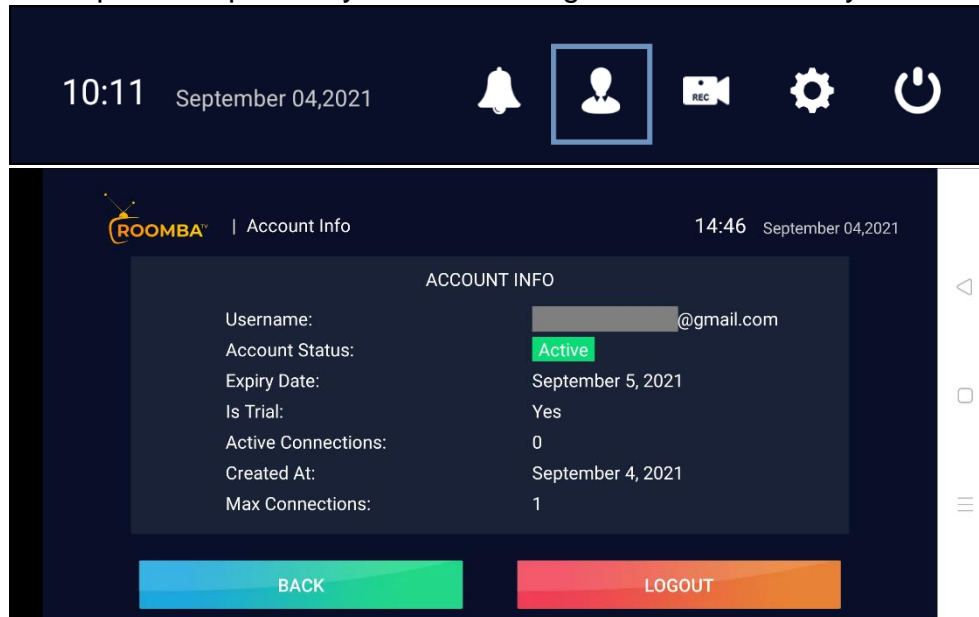 10:11 September 04,2021
REC
ROOMBA TV | Account Info 14:46 September 04,2021
ACCOUNT INFO
Username: @gmail.com
Account Status: Active
Expiry Date: September 5, 2021
Is Trial: Yes
Active Connections: 0
Created At: September 4, 2021
Max Connections: 1
BACK LOGOUT